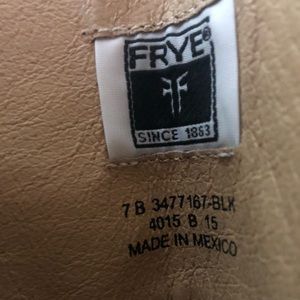 FRYE®
SINCE 1863
7 B 3477167-BLK
4015 B 15
MADE IN MEXICO